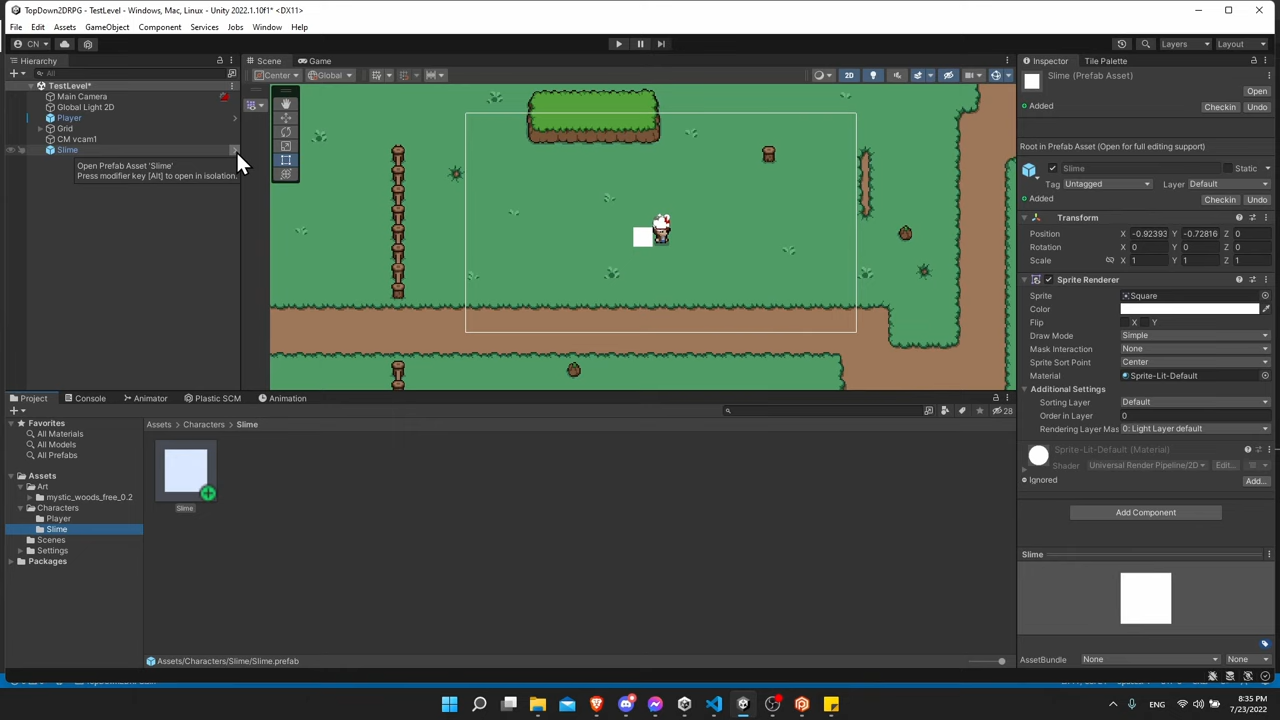 TopDown2DRPG - TestLevel - Windows, Mac, Linux - Unity 2022.1.10f1* <DX11>
File Edit Assets GameObject Component Services Jobs Window Help
CN Layers Layout
Hierarchy Scene Game Inspector Tag Palette
All Center Global 2D
TestLevel*
Main Camera
Global Light 2D
Player
Grid
CM vcam1
Slime
Open Prefab Asset 'Slime'
Press modifier key [Alt] to open in isolation.
Slime (Prefab Asset)
Open
Added Checkin Undo
Root in Prefab Asset (Open for full editing support)
Slime Static
Tag Untagged Layer Default
Added Checkin Undo
Transform
Position X -0.92393 Y -0.72816 Z 0
Rotation X 0 Y 0 Z 0
Scale X 1 Y 1 Z 1
Sprite Renderer
Sprite Square
Color
Flip X Y
Draw Mode Simple
Mask Interaction None
Sprite Sort Point Center
Material Sprite-Lit-Default
Additional Settings
Sorting Layer Default
Order in Layer 0
Rendering Layer Mas 0: Light Layer default
Sprite-Lit-Default (Material)
Shader Universal Render Pipeline/2D Edit...
Ignored Add...
Add Component
Slime
AssetBundle None None
Project Console Animator Plastic SCM Animation
28
Favorites
All Materials
All Models
All Prefabs
Assets
Art
mystic_woods_free_0.2
Characters
Player
Slime
Scenes
Settings
Packages
Assets > Characters > Slime
Slime
Assets/Characters/Slime/Slime.prefab
ENG
8:35 PM
7/23/2022